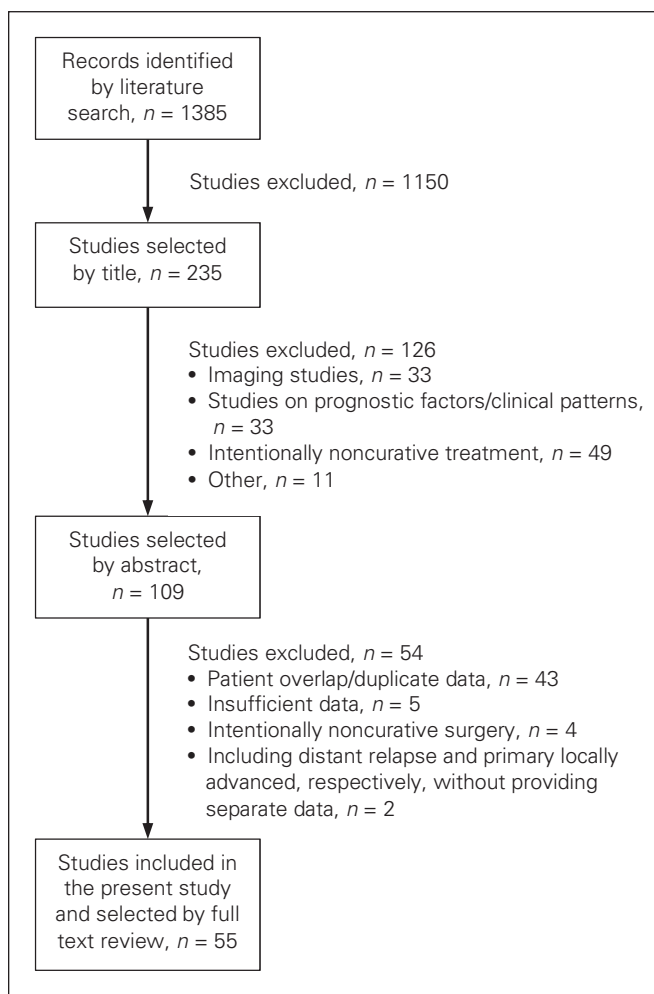 Records identified
by literature
search, n = 1385
Studies excluded, n = 1150
Studies selected
by title, n = 235
Studies excluded, n = 126
• Imaging studies, n = 33
• Studies on prognostic factors/clinical patterns,
n = 33
• Intentionally noncurative treatment, n = 49
• Other, n = 11
Studies selected
by abstract,
n = 109
Studies excluded, n = 54
• Patient overlap/duplicate data, n = 43
• Insufficient data, n = 5
• Intentionally noncurative surgery, n = 4
• Including distant relapse and primary locally
advanced, respectively, without providing
separate data, n = 2
Studies included in
the present study
and selected by full
text review, n = 55